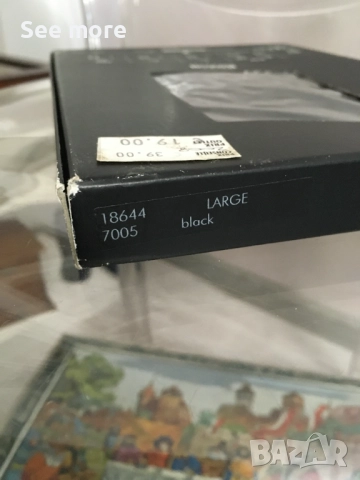 See more
39.00
€ 19.00
18644 LARGE
7005 black
BAZAR